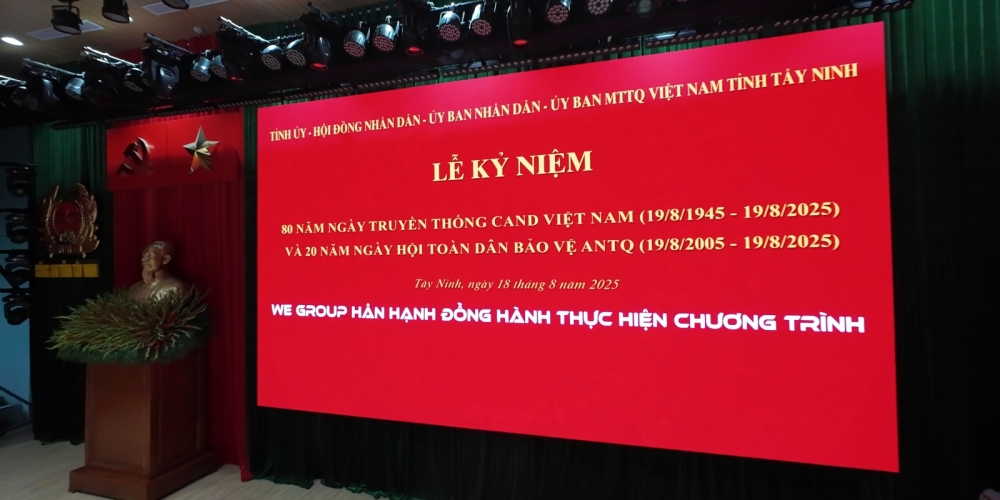 TỈNH ỦY - HỘI ĐỒNG NHÂN DÂN - ỦY BAN NHÂN DÂN - ỦY BAN MTTQ VIỆT NAM TỈNH TÂY NINH
LỄ KỶ NIỆM
80 NĂM NGÀY TRUYỀN THỐNG CAND VIỆT NAM (19/8/1945 - 19/8/2025)
VÀ 20 NĂM NGÀY HỘI TOÀN DÂN BẢO VỆ ANTQ (19/8/2005 - 19/8/2025)
Tây Ninh, ngày 18 tháng 8 năm 2025
WE GROUP HÂN HẠNH ĐỒNG HÀNH THỰC HIỆN CHƯƠNG TRÌNH